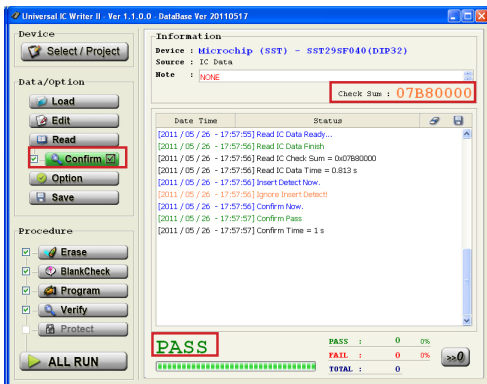 Universal IC Writer II - Ver 1.1.0.0 - DataBase Ver 20110517
Device
Select / Project
Data/Option
Load
Edit
Read
Confirm
Option
Save
Procedure
Erase
BlankCheck
Program
Verify
Protect
ALL RUN
Information
Device : Microchip (SST) - SST29SF040(DIP32)
Source : IC Data
Note : NONE
Check Sum : 07B80000
Date Time Status
[2011 / 05 / 26 - 17:57:55] Read IC Data Ready...
[2011 / 05 / 26 - 17:57:56] Read IC Data Finish
[2011 / 05 / 26 - 17:57:56] Read IC Check Sum = 0x07B80000
[2011 / 05 / 26 - 17:57:56] Read IC Data Time = 0.813 s
[2011 / 05 / 26 - 17:57:56] Insert Detect Now.
[2011 / 05 / 26 - 17:57:56] Ignore Insert Detect!
[2011 / 05 / 26 - 17:57:56] Confirm Now.
[2011 / 05 / 26 - 17:57:57] Confirm Pass
[2011 / 05 / 26 - 17:57:57] Confirm Time = 1 s
PASS
PASS : 0 0%
FAIL : 0 0%
TOTAL : 0
>>0